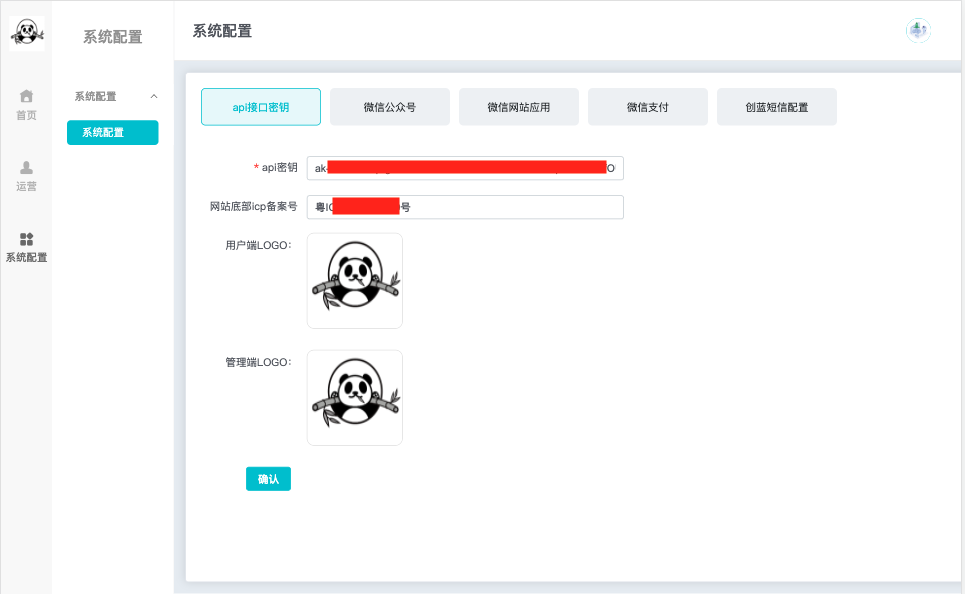 系统配置
系统配置
首页
运营
系统配置
系统配置
系统配置
api接口密钥
微信公众号
微信网站应用
微信支付
创蓝短信配置
* api密钥
ak-
网站底部icp备案号
粤IC 号
用户端LOGO：
管理端LOGO：
确认